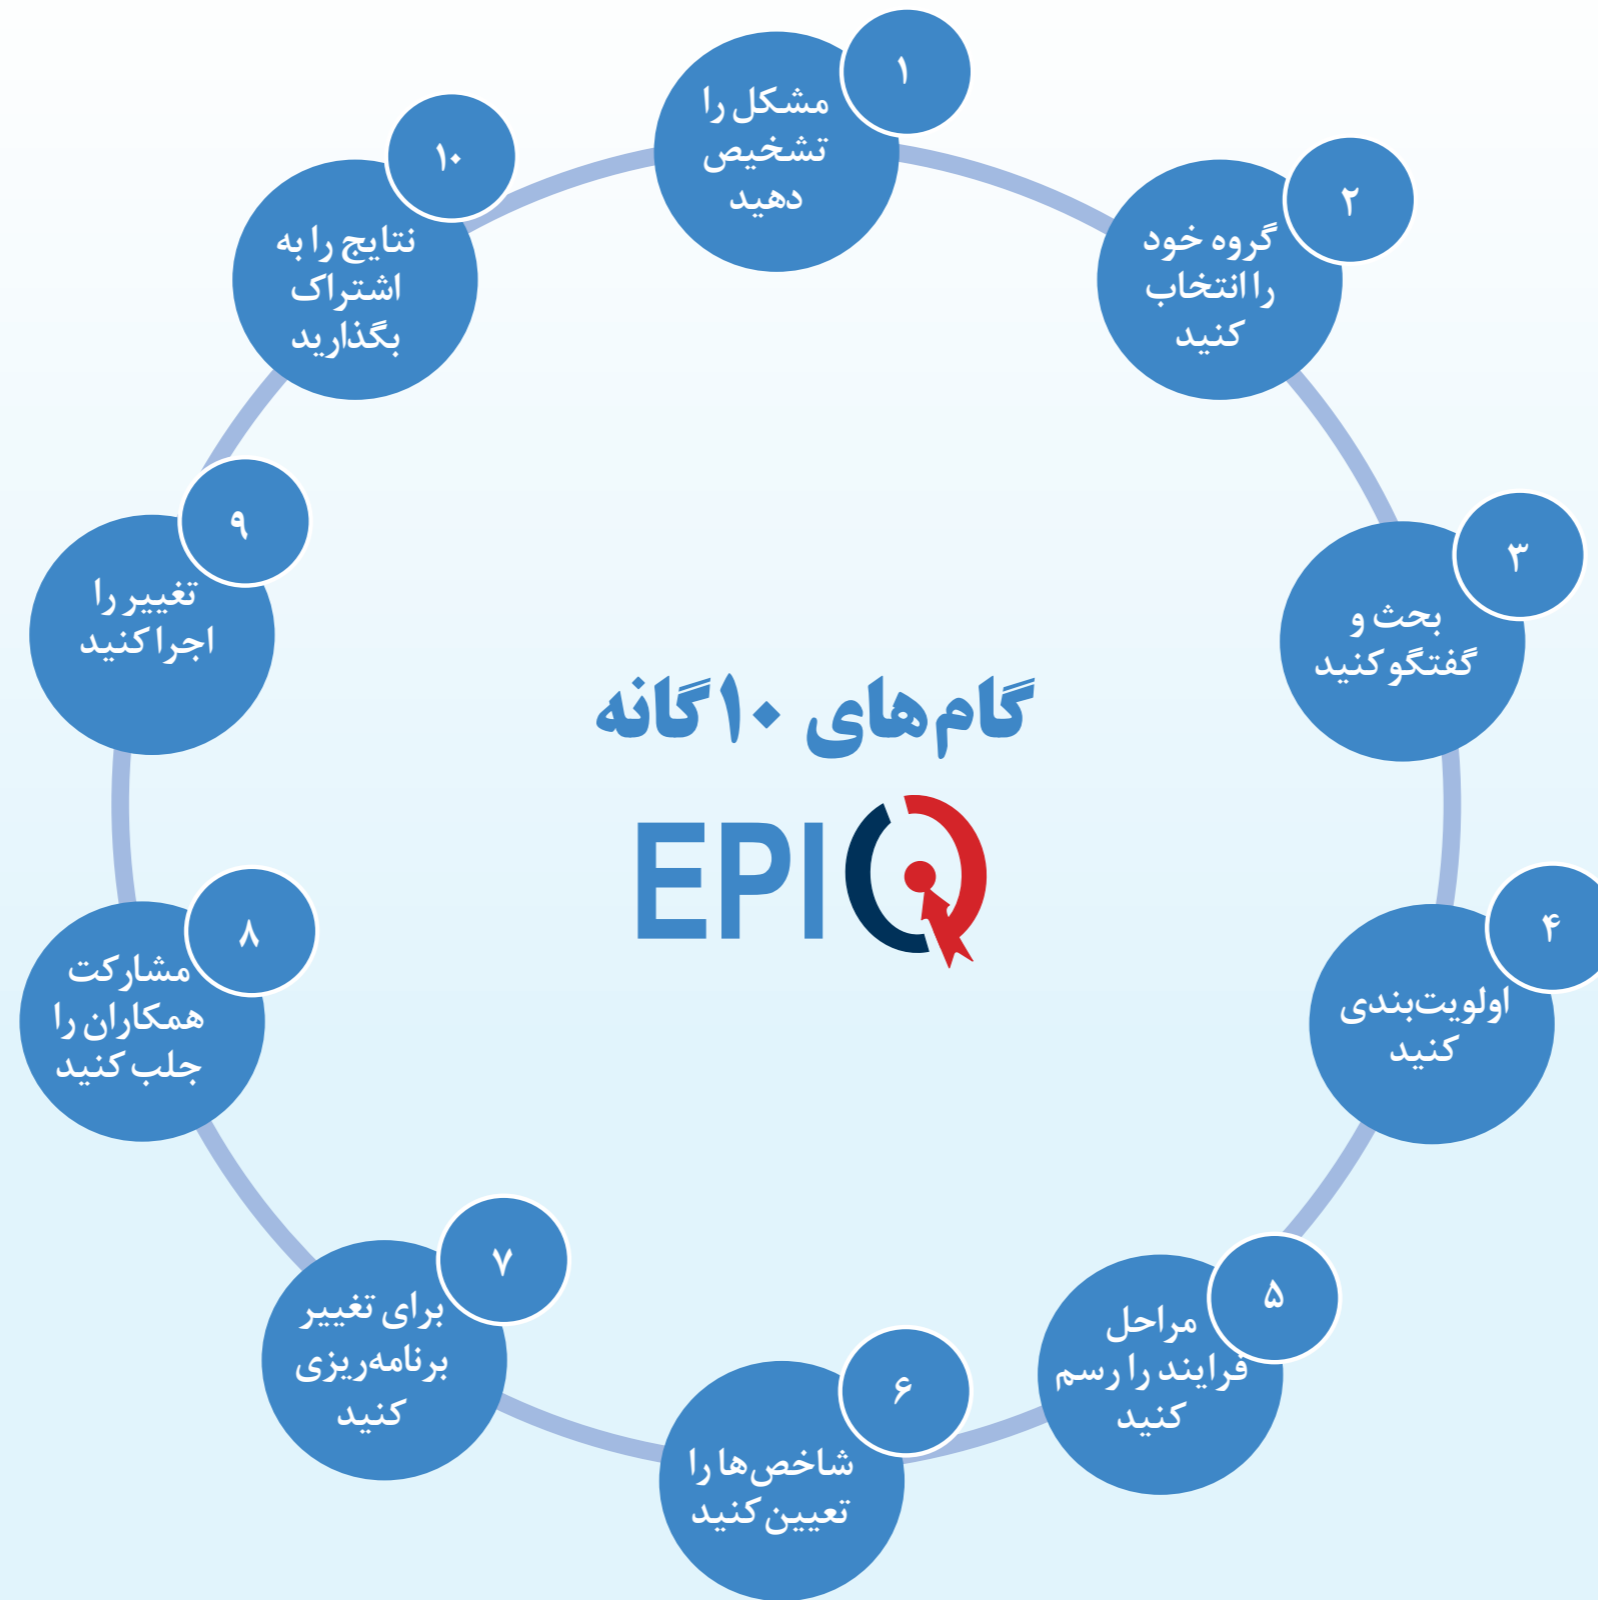 گام‌های ۱۰گانه
EPIQ
۱
مشکل را
تشخیص
دهید
۲
گروه خود
را انتخاب
کنید
۳
بحث و
گفتگو کنید
۴
اولویت‌بندی
کنید
۵
مراحل
فرایند را رسم
کنید
۶
شاخص‌ها را
تعیین کنید
۷
برای تغییر
برنامه‌ریزی
کنید
۸
مشارکت
همکاران را
جلب کنید
۹
تغییر را
اجرا کنید
۱۰
نتایج را به
اشتراک
بگذارید